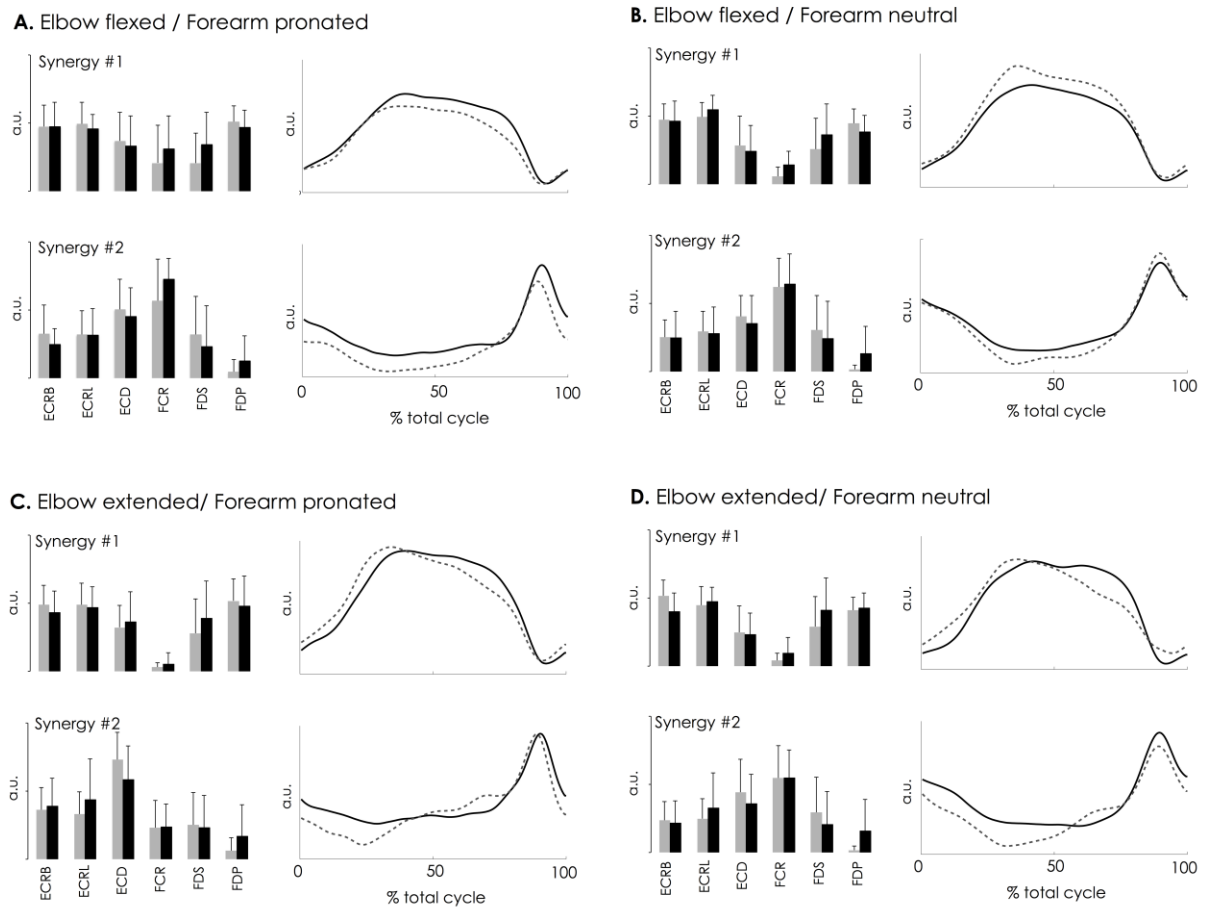 A. Elbow flexed / Forearm pronated
Synergy #1
a.u.
a.u.
Synergy #2
a.u.
a.u.
ECRB
ECRL
ECD
FCR
FDS
FDP
0
50
100
% total cycle
B. Elbow flexed / Forearm neutral
Synergy #1
a.u.
a.u.
Synergy #2
a.u.
a.u.
ECRB
ECRL
ECD
FCR
FDS
FDP
0
50
100
% total cycle
C. Elbow extended/ Forearm pronated
Synergy #1
a.u.
a.u.
Synergy #2
a.u.
a.u.
ECRB
ECRL
ECD
FCR
FDS
FDP
0
50
100
% total cycle
D. Elbow extended/ Forearm neutral
Synergy #1
a.u.
a.u.
Synergy #2
a.u.
a.u.
ECRB
ECRL
ECD
FCR
FDS
FDP
0
50
100
% total cycle